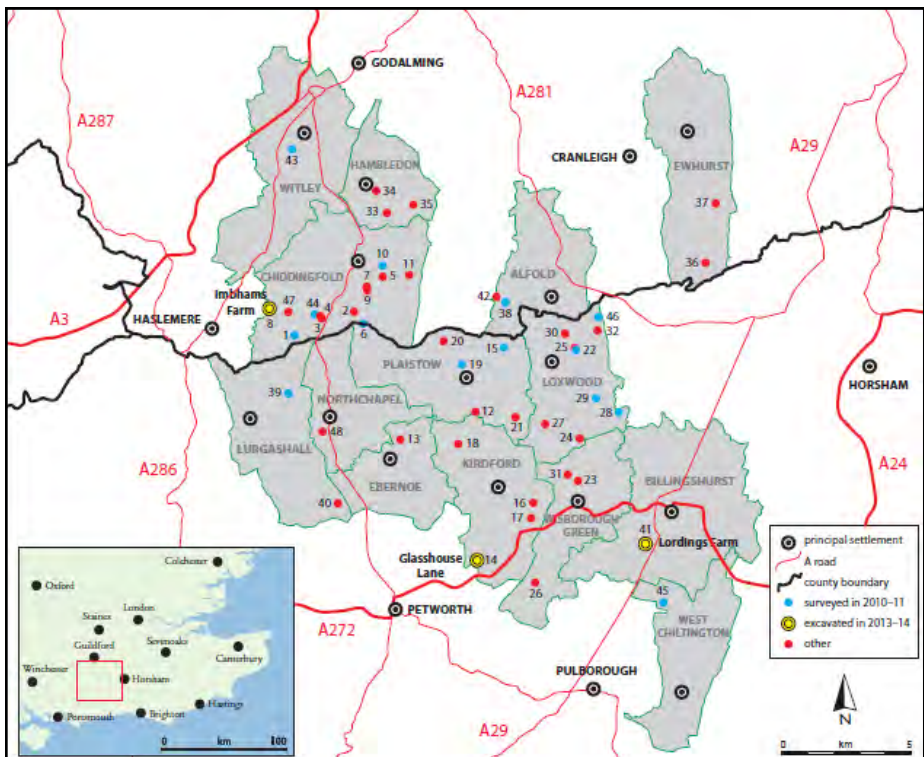 GODALMING
A287
A281
A29
CRANLEIGH
EWHURST
43
HAMBLEDON
WITLEY
34
35
33
37
10
11
7
5
CHIDDINGFOLD
9
36
ALFOLD
Imbhams
Farm
47
44
4
2
42
38
8
3
6
46
A3
HASLEMERE
1
30
32
20
15
25
22
PLAISTOW
19
LOXWOOD
HORSHAM
39
29
28
NORTHCHAPEL
12
21
27
48
13
18
24
LURGASHALL
KIRDFORD
A24
A286
EBERNOE
31
23
BILLINGSHURST
40
16
17
WISBOROUGH
GREEN
41
Lordings Farm
Glasshouse
Lane
14
26
45
PETWORTH
A272
WEST
CHILTINGTON
PULBOROUGH
A29
principal settlement
A road
county boundary
surveyed in 2010–11
excavated in 2013–14
other
N
0 km 5
Colchester
Oxford
London
Staines
Guildford
Sevenoaks
Canterbury
Winchester
Horsham
Hastings
Portsmouth
Brighton
0 km 100